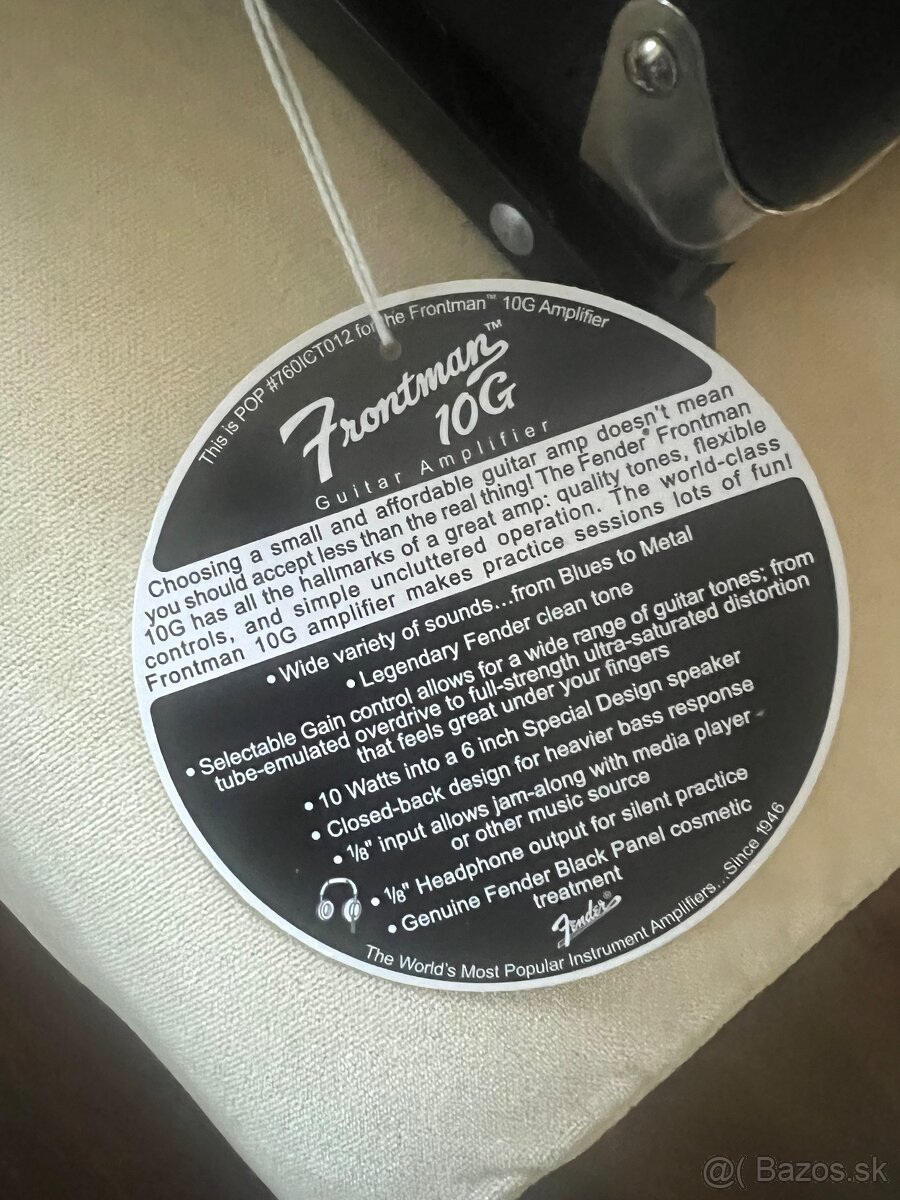 This is POP #760ICT012 for the Frontman™ 10G Amplifier
Frontman™
10G
Guitar Amplifier
Choosing a small and affordable guitar amp doesn't mean
you should accept less than the real thing! The Fender® Frontman
10G has all the hallmarks of a great amp: quality tones, flexible
controls, and simple uncluttered operation. The world-class
Frontman 10G amplifier makes practice sessions lots of fun!
• Wide variety of sounds...from Blues to Metal
• Legendary Fender clean tone
• Selectable Gain control allows for a wide range of guitar tones; from
tube-emulated overdrive to full-strength ultra-saturated distortion
that feels great under your fingers
• 10 Watts into a 6 inch Special Design speaker
• Closed-back design for heavier bass response
• 1/8" input allows jam-along with media player
or other music source
• 1/8" Headphone output for silent practice
• Genuine Fender Black Panel cosmetic
treatment
Fender®
The World's Most Popular Instrument Amplifiers...Since 1946
@( Bazos.sk